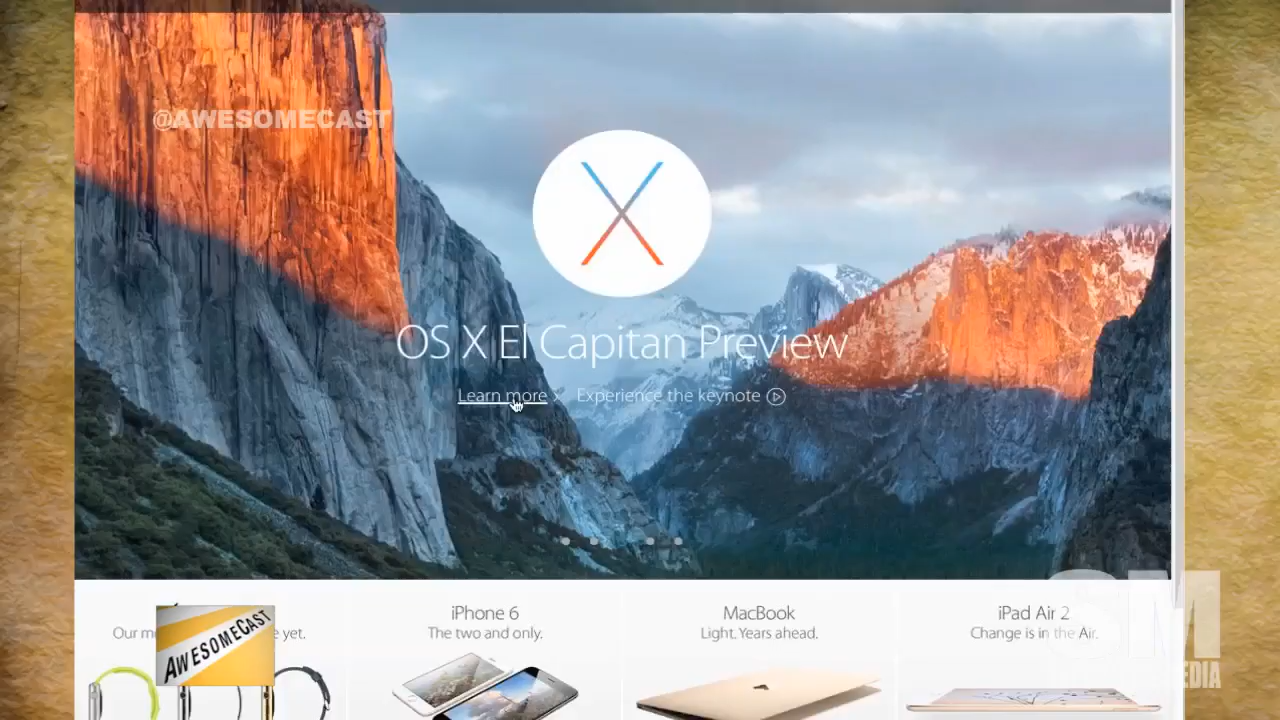 @AWESOMECAST
OS X El Capitan Preview
Learn more > Experience the keynote
iPhone 6
MacBook
iPad Air 2
Our yet.
The two and only.
Light. Years ahead.
Change is in the Air.
AWESOMECAST
SM